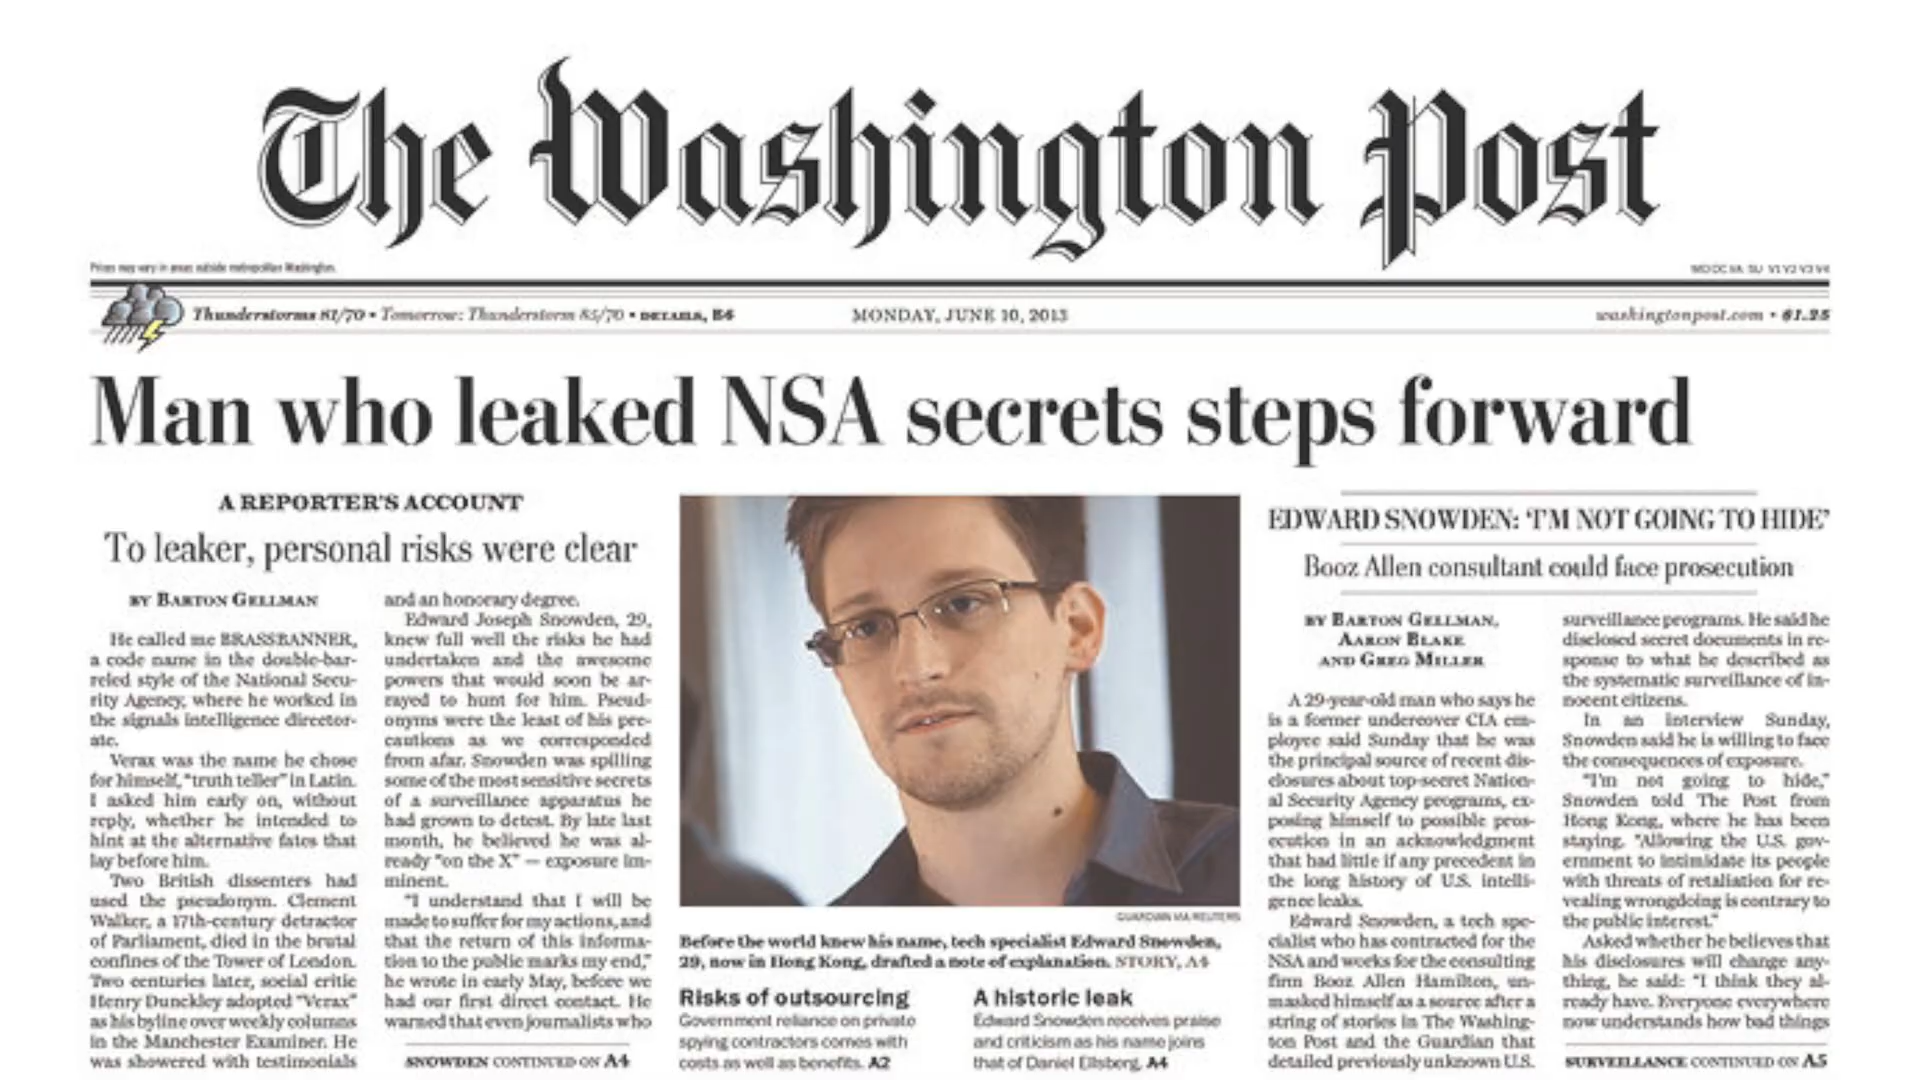 The Washington Post
Prices may vary in areas outside metropolitan Washington.
MD DC VA SU V1 V2 V3 V4
Thunderstorms 81/70 • Tomorrow: Thunderstorm 85/70 • DETAILS, B6
MONDAY, JUNE 10, 2013
washingtonpost.com • $1.25
Man who leaked NSA secrets steps forward
A REPORTER'S ACCOUNT
To leaker, personal risks were clear
BY BARTON GELLMAN
He called me BRASSBANNER,
a code name in the double-bar-
reled style of the National Secu-
rity Agency, where he worked in
the signals intelligence director-
ate.
Verax was the name he chose
for himself, "truth teller" in Latin.
I asked him early on, without
reply, whether he intended to
hint at the alternative fates that
lay before him.
Two British dissenters had
used the pseudonym. Clement
Walker, a 17th-century detractor
of Parliament, died in the brutal
confines of the Tower of London.
Two centuries later, social critic
Henry Dunckley adopted "Verax"
as his byline over weekly columns
in the Manchester Examiner. He
was showered with testimonials
and an honorary degree.
Edward Joseph Snowden, 29,
knew full well the risks he had
undertaken and the awesome
powers that would soon be ar-
rayed to hunt for him. Pseud-
onyms were the least of his pre-
cautions as we corresponded
from afar. Snowden was spilling
some of the most sensitive secrets
of a surveillance apparatus he
had grown to detest. By late last
month, he believed he was al-
ready "on the X" — exposure im-
minent.
"I understand that I will be
made to suffer for my actions, and
that the return of this informa-
tion to the public marks my end,"
he wrote in early May, before we
had our first direct contact. He
warned that even journalists who
SNOWDEN CONTINUED ON A4
GUARDIAN VIA REUTERS
Before the world knew his name, tech specialist Edward Snowden,
29, now in Hong Kong, drafted a note of explanation. STORY, A4
Risks of outsourcing
Government reliance on private
spying contractors comes with
costs as well as benefits. A2
A historic leak
Edward Snowden receives praise
and criticism as his name joins
that of Daniel Ellsberg. A4
EDWARD SNOWDEN: 'I'M NOT GOING TO HIDE'
Booz Allen consultant could face prosecution
BY BARTON GELLMAN,
AARON BLAKE
AND GREG MILLER
A 29-year-old man who says he
is a former undercover CIA em-
ployee said Sunday that he was
the principal source of recent dis-
closures about top-secret Nation-
al Security Agency programs, ex-
posing himself to possible pros-
ecution in an acknowledgment
that had little if any precedent in
the long history of U.S. intelli-
gence leaks.
Edward Snowden, a tech spe-
cialist who has contracted for the
NSA and works for the consulting
firm Booz Allen Hamilton, un-
masked himself as a source after a
string of stories in The Washing-
ton Post and the Guardian that
detailed previously unknown U.S.
surveillance programs. He said he
disclosed secret documents in re-
sponse to what he described as
the systematic surveillance of in-
nocent citizens.
In an interview Sunday,
Snowden said he is willing to face
the consequences of exposure.
"I'm not going to hide,"
Snowden told The Post from
Hong Kong, where he has been
staying. "Allowing the U.S. gov-
ernment to intimidate its people
with threats of retaliation for re-
vealing wrongdoing is contrary to
the public interest."
Asked whether he believes that
his disclosures will change any-
thing, he said: "I think they al-
ready have. Everyone everywhere
now understands how bad things
SURVEILLANCE CONTINUED ON A5